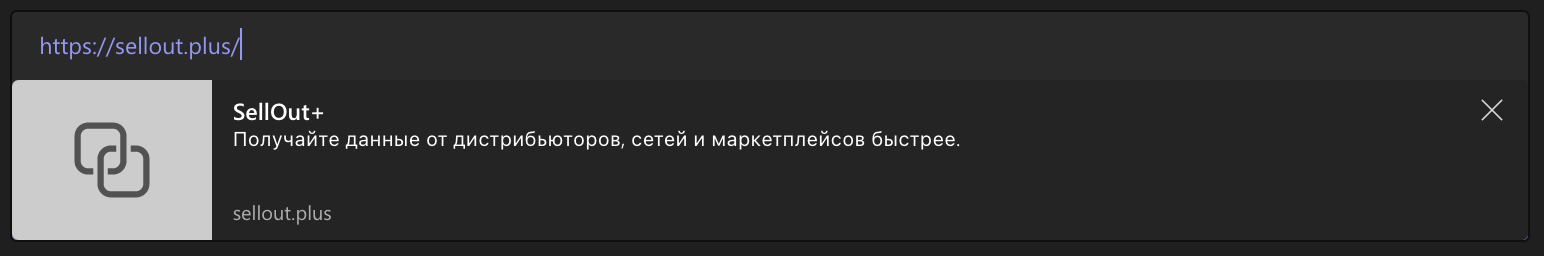 https://sellout.plus/
SellOut+
Получайте данные от дистрибьюторов, сетей и маркетплейсов быстрее.
sellout.plus